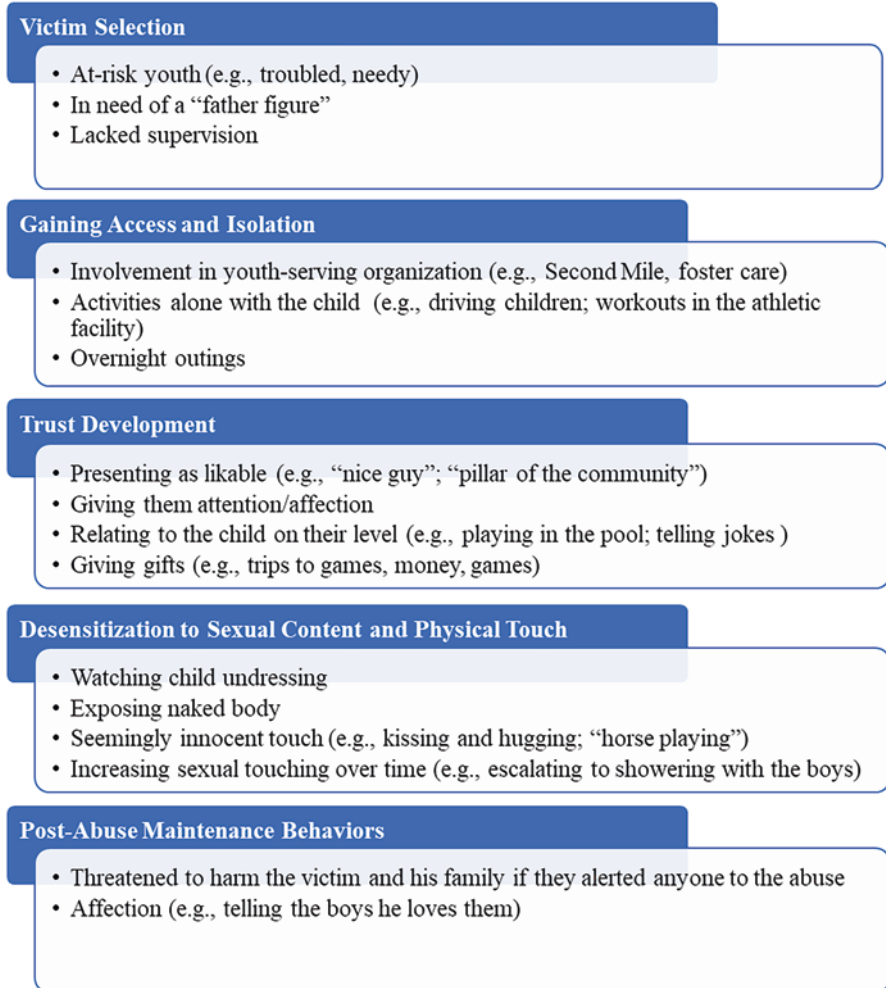 Victim Selection
• At-risk youth (e.g., troubled, needy)
• In need of a “father figure”
• Lacked supervision
Gaining Access and Isolation
• Involvement in youth-serving organization (e.g., Second Mile, foster care)
• Activities alone with the child (e.g., driving children; workouts in the athletic
facility)
• Overnight outings
Trust Development
• Presenting as likable (e.g., “nice guy”; “pillar of the community”)
• Giving them attention/affection
• Relating to the child on their level (e.g., playing in the pool; telling jokes )
• Giving gifts (e.g., trips to games, money, games)
Desensitization to Sexual Content and Physical Touch
• Watching child undressing
• Exposing naked body
• Seemingly innocent touch (e.g., kissing and hugging; “horse playing”)
• Increasing sexual touching over time (e.g., escalating to showering with the boys)
Post-Abuse Maintenance Behaviors
• Threatened to harm the victim and his family if they alerted anyone to the abuse
• Affection (e.g., telling the boys he loves them)